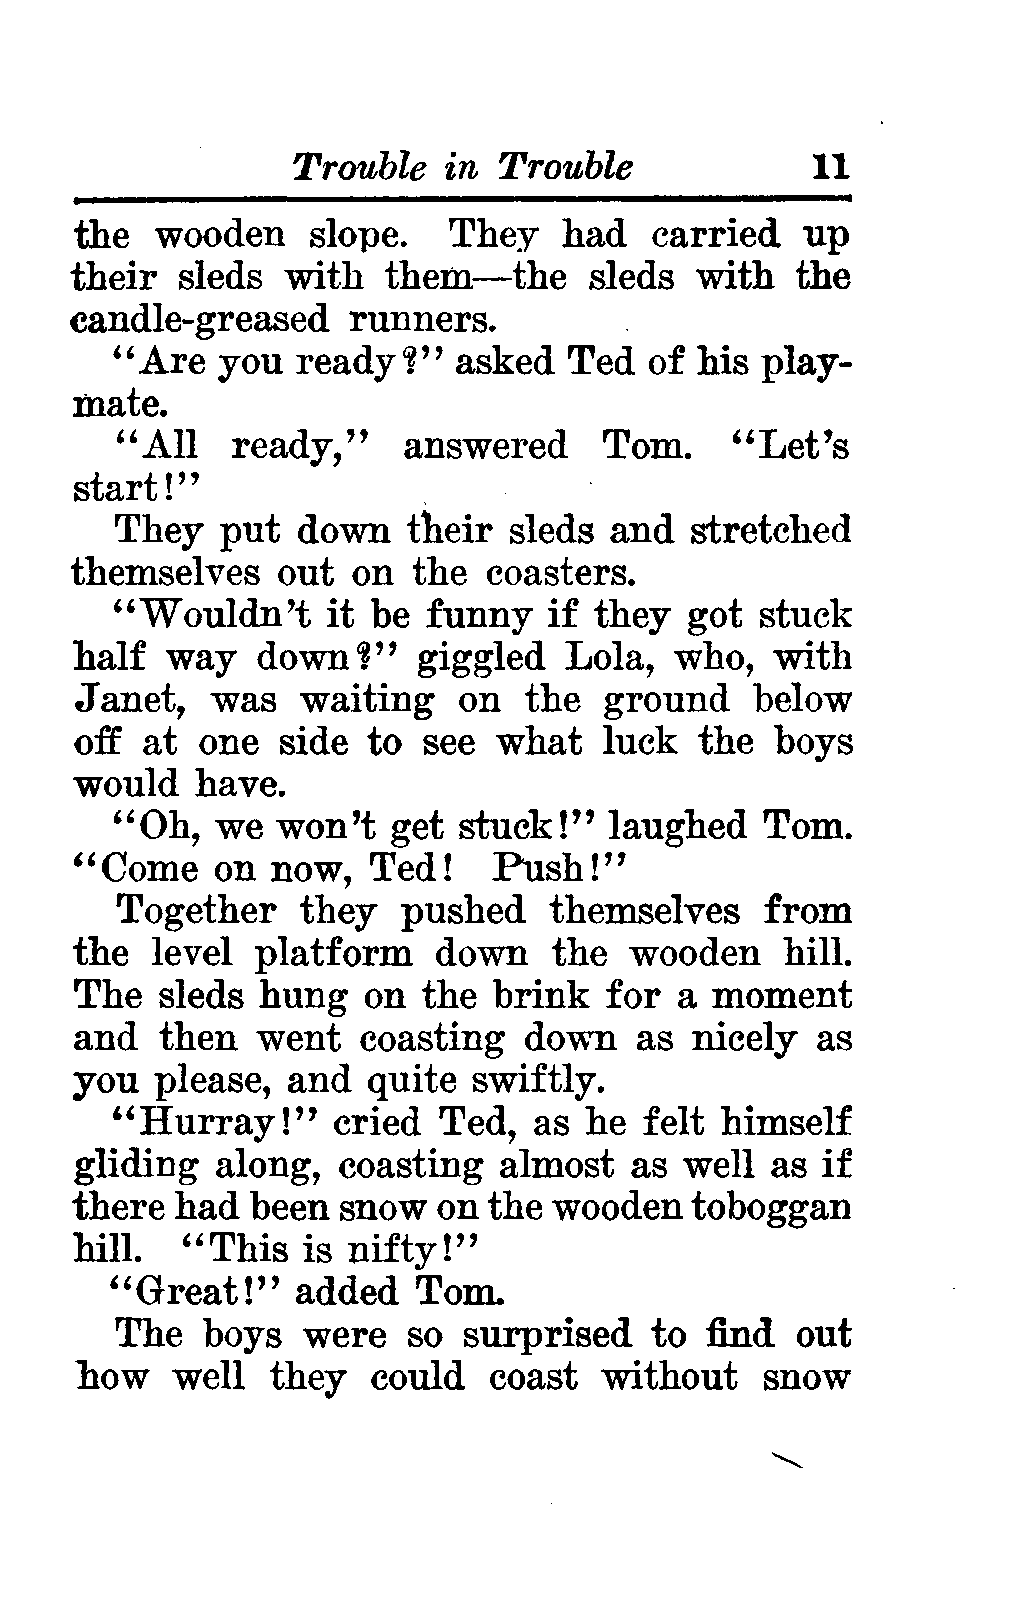 Trouble in Trouble 11
the wooden slope. They had carried up
their sleds with them—the sleds with the
candle-greased runners.
“Are you ready?” asked Ted of his play-
mate.
“All ready,” answered Tom. “Let’s
start!”
They put down their sleds and stretched
themselves out on the coasters.
“Wouldn’t it be funny if they got stuck
half way down?” giggled Lola, who, with
Janet, was waiting on the ground below
off at one side to see what luck the boys
would have.
“Oh, we won’t get stuck!” laughed Tom.
“Come on now, Ted! Push!”
Together they pushed themselves from
the level platform down the wooden hill.
The sleds hung on the brink for a moment
and then went coasting down as nicely as
you please, and quite swiftly.
“Hurray!” cried Ted, as he felt himself
gliding along, coasting almost as well as if
there had been snow on the wooden toboggan
hill. “This is nifty!”
“Great!” added Tom.
The boys were so surprised to find out
how well they could coast without snow